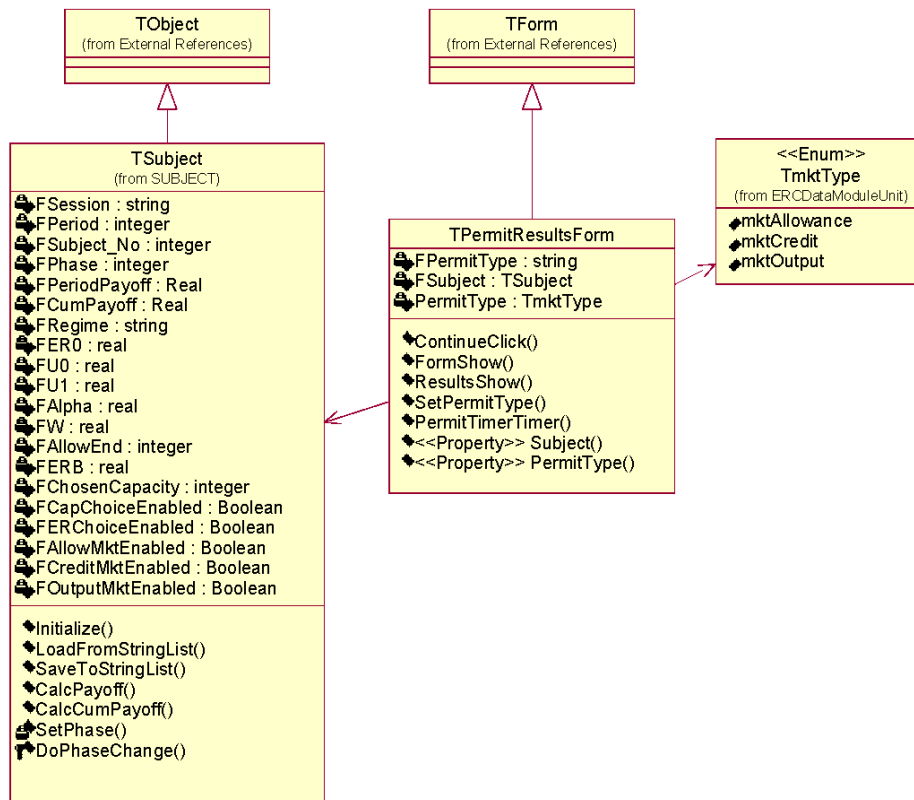 TObject
(from External References)
TForm
(from External References)
TSubject
(from SUBJECT)
FSession : string
FPeriod : integer
FSubject_No : integer
FPhase : integer
FPeriodPayoff : Real
FCumPayoff : Real
FRegime : string
FER0 : real
FU0 : real
FU1 : real
FAlpha : real
FW : real
FAllowEnd : integer
FERB : real
FChosenCapacity : integer
FCapChoiceEnabled : Boolean
FERChoiceEnabled : Boolean
FAllowMktEnabled : Boolean
FCreditMktEnabled : Boolean
FOutputMktEnabled : Boolean
Initialize()
LoadFromStringList()
SaveToStringList()
CalcPayoff()
CalcCumPayoff()
SetPhase()
DoPhaseChange()
TPermitResultsForm
FPermitType : string
FSubject : TSubject
PermitType : TmktType
ContinueClick()
FormShow()
ResultsShow()
SetPermitType()
PermitTimerTimer()
<<Property>> Subject()
<<Property>> PermitType()
<<Enum>>
TmktType
(from ERCDataModuleUnit)
mktAllowance
mktCredit
mktOutput